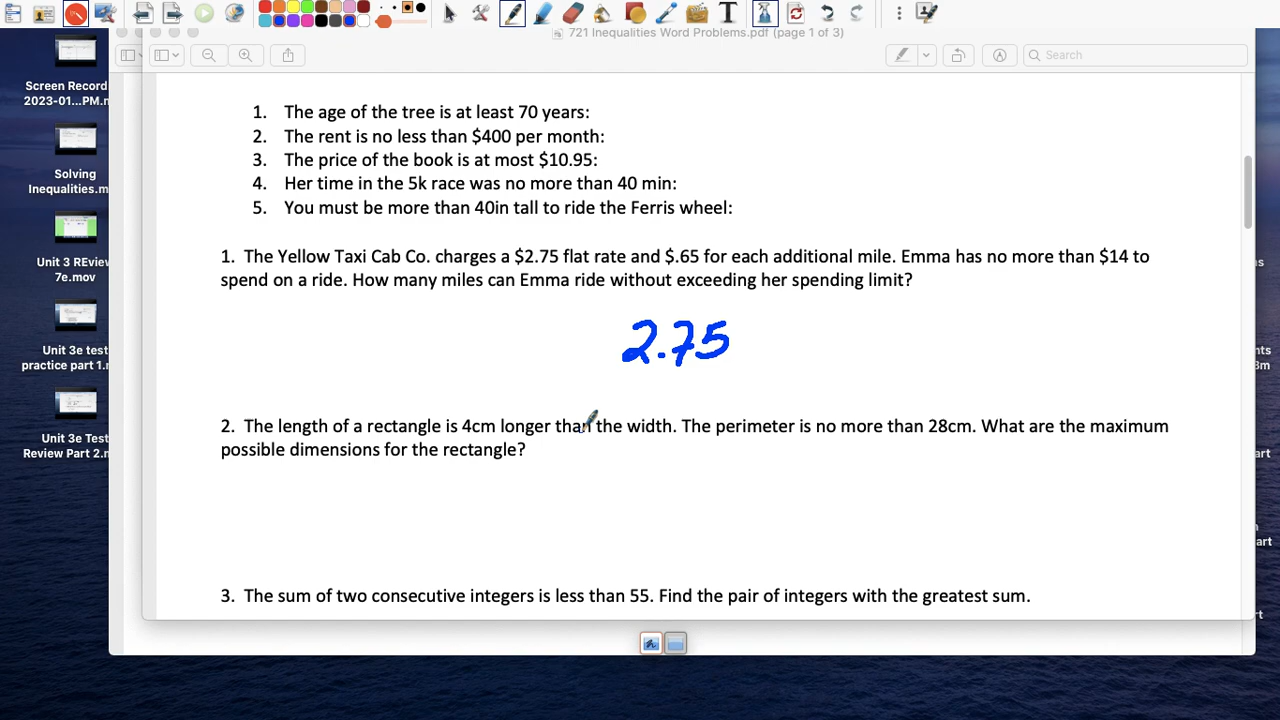 721 Inequalities Word Problems.pdf (page 1 of 3)
Search
Screen Record
2023-01...PM.m
Solving
Inequalities.m
Unit 3 REview
7e.mov
Unit 3e test
practice part 1.r
Unit 3e Test
Review Part 2.m
1. The age of the tree is at least 70 years:
2. The rent is no less than $400 per month:
3. The price of the book is at most $10.95:
4. Her time in the 5k race was no more than 40 min:
5. You must be more than 40in tall to ride the Ferris wheel:
1. The Yellow Taxi Cab Co. charges a $2.75 flat rate and $.65 for each additional mile. Emma has no more than $14 to
spend on a ride. How many miles can Emma ride without exceeding her spending limit?
2.75
2. The length of a rectangle is 4cm longer than the width. The perimeter is no more than 28cm. What are the maximum
possible dimensions for the rectangle?
3. The sum of two consecutive integers is less than 55. Find the pair of integers with the greatest sum.